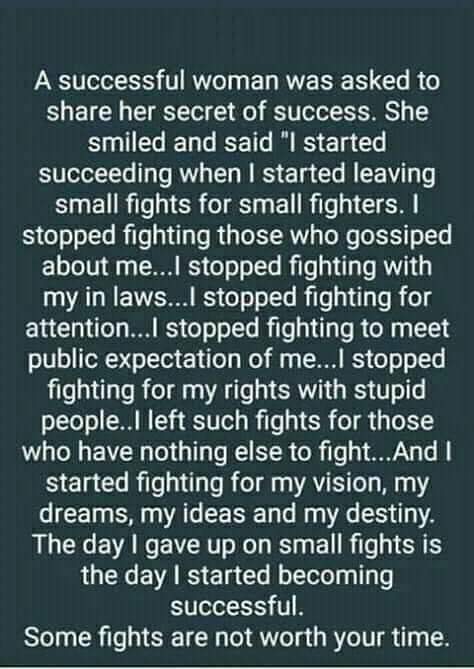 A successful woman was asked to
share her secret of success. She
smiled and said "I started
succeeding when I started leaving
small fights for small fighters. I
stopped fighting those who gossiped
about me...I stopped fighting with
my in laws...I stopped fighting for
attention...I stopped fighting to meet
public expectation of me...I stopped
fighting for my rights with stupid
people..I left such fights for those
who have nothing else to fight...And I
started fighting for my vision, my
dreams, my ideas and my destiny.
The day I gave up on small fights is
the day I started becoming
successful.
Some fights are not worth your time.